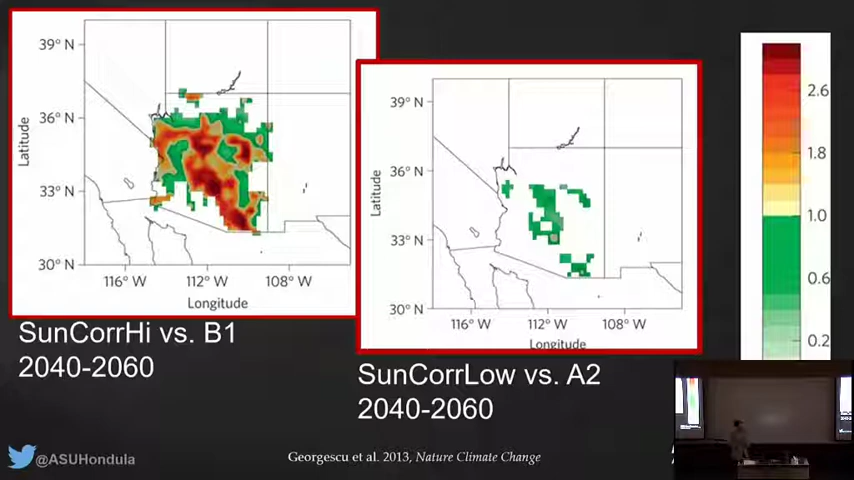 39° N
36° N
33° N
30° N
Latitude
116° W
112° W
108° W
Longitude
39° N
36° N
33° N
30° N
Latitude
116° W
112° W
108° W
Longitude
2.6
1.8
1.0
0.6
0.2
SunCorrHi vs. B1
2040-2060
SunCorrLow vs. A2
2040-2060
@ASUHondula
Georgescu et al. 2013, Nature Climate Change